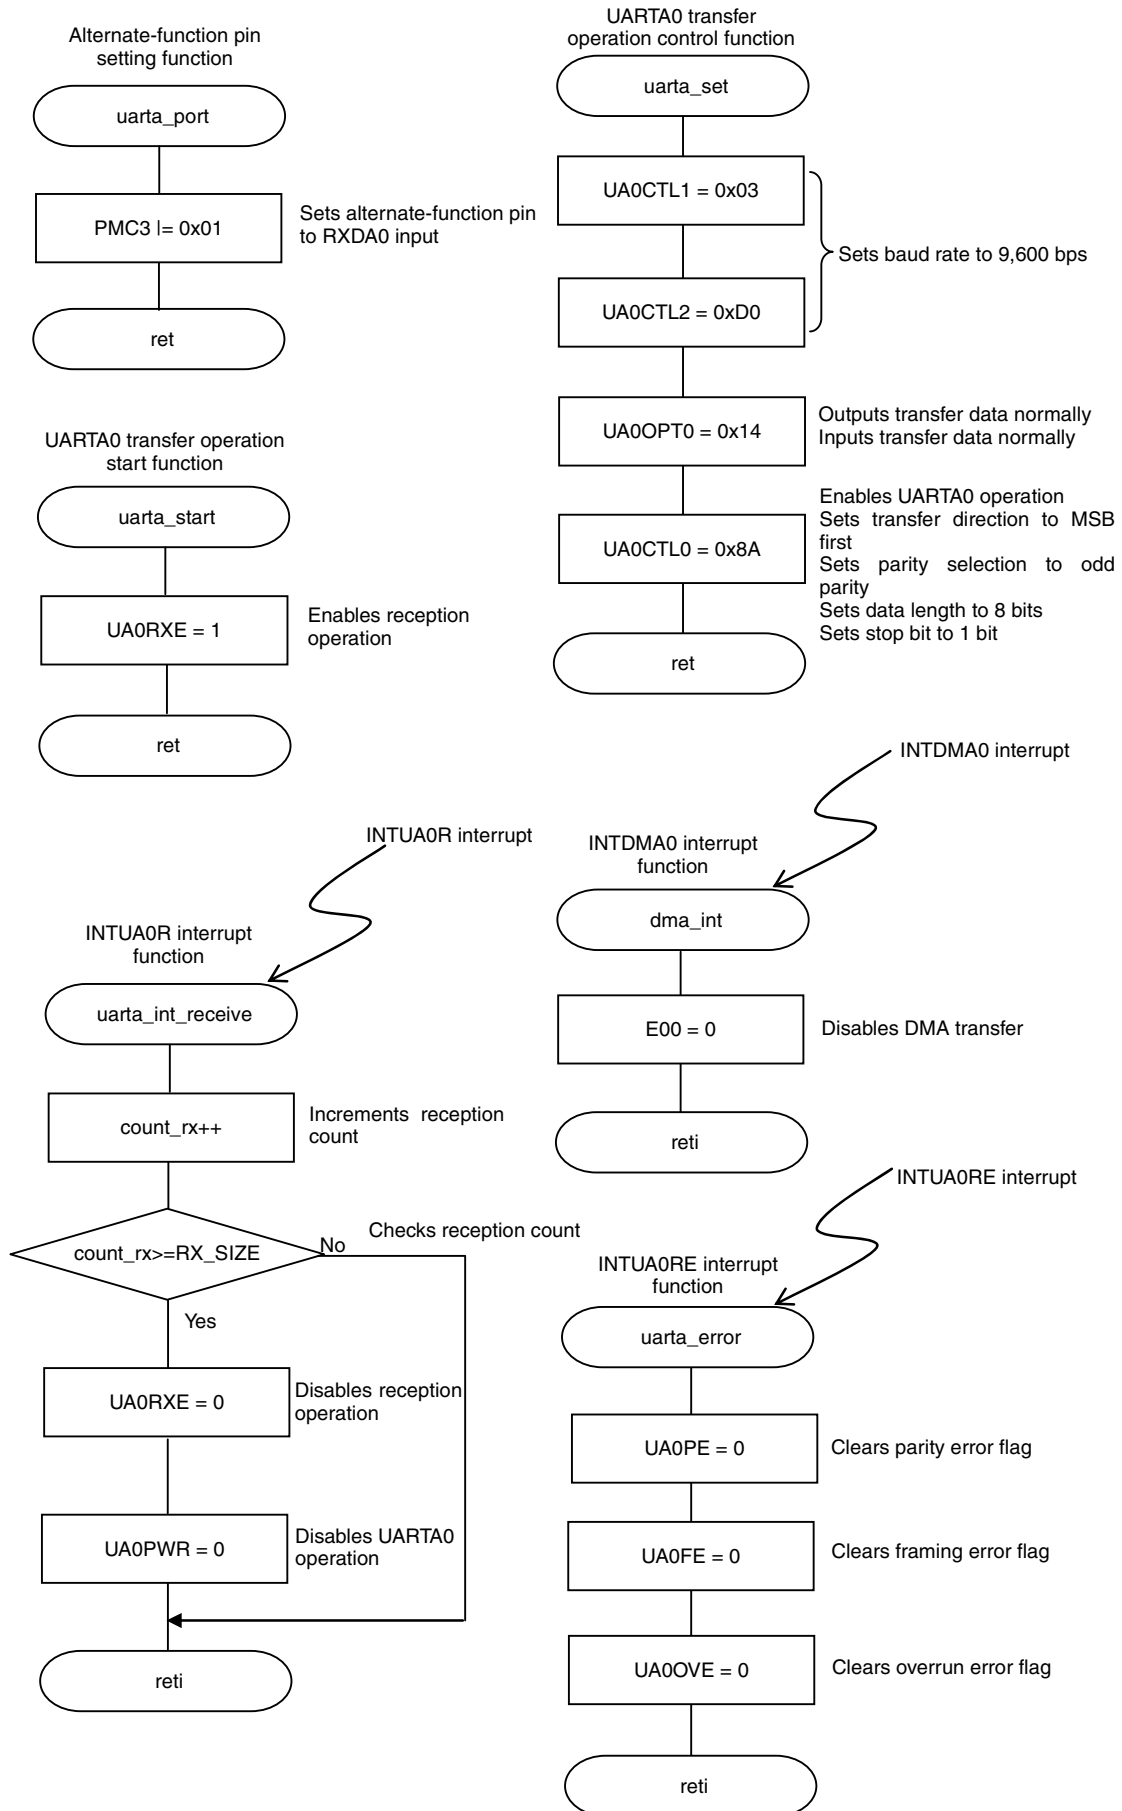 Alternate-function pin
setting function
uarta_port
PMC3 |= 0x01
Sets alternate-function pin
to RXDA0 input
ret
UARTA0 transfer operation
start function
uarta_start
UA0RXE = 1
Enables reception
operation
ret
UARTA0 transfer
operation control function
uarta_set
UA0CTL1 = 0x03
Sets baud rate to 9,600 bps
UA0CTL2 = 0xD0
UA0OPT0 = 0x14
Outputs transfer data normally
Inputs transfer data normally
UA0CTL0 = 0x8A
Enables UARTA0 operation
Sets transfer direction to MSB
first
Sets parity selection to odd
parity
Sets data length to 8 bits
Sets stop bit to 1 bit
ret
INTUA0R interrupt
INTUA0R interrupt
function
uarta_int_receive
count_rx++
Increments reception
count
count_rx>=RX_SIZE
No
Checks reception count
Yes
UA0RXE = 0
Disables reception
operation
UA0PWR = 0
Disables UARTA0
operation
reti
INTDMA0 interrupt
INTDMA0 interrupt
function
dma_int
E00 = 0
Disables DMA transfer
reti
INTUA0RE interrupt
INTUA0RE interrupt
function
uarta_error
UA0PE = 0
Clears parity error flag
UA0FE = 0
Clears framing error flag
UA0OVE = 0
Clears overrun error flag
reti